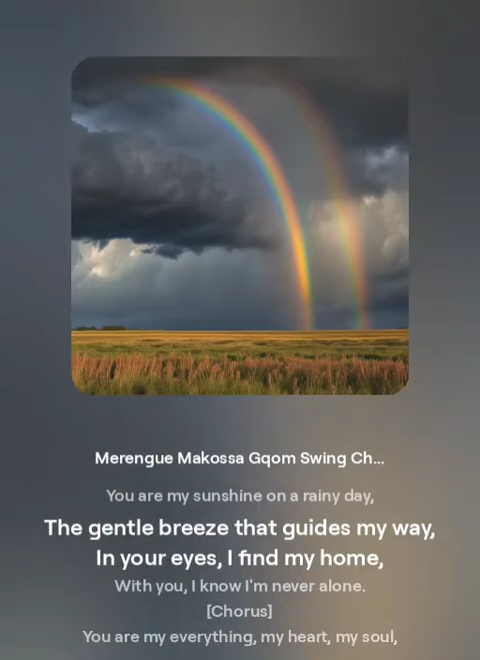 Merengue Makossa Gqom Swing Ch...
You are my sunshine on a rainy day,
The gentle breeze that guides my way,
In your eyes, I find my home,
With you, I know I'm never alone.
[Chorus]
You are my everything, my heart, my soul,